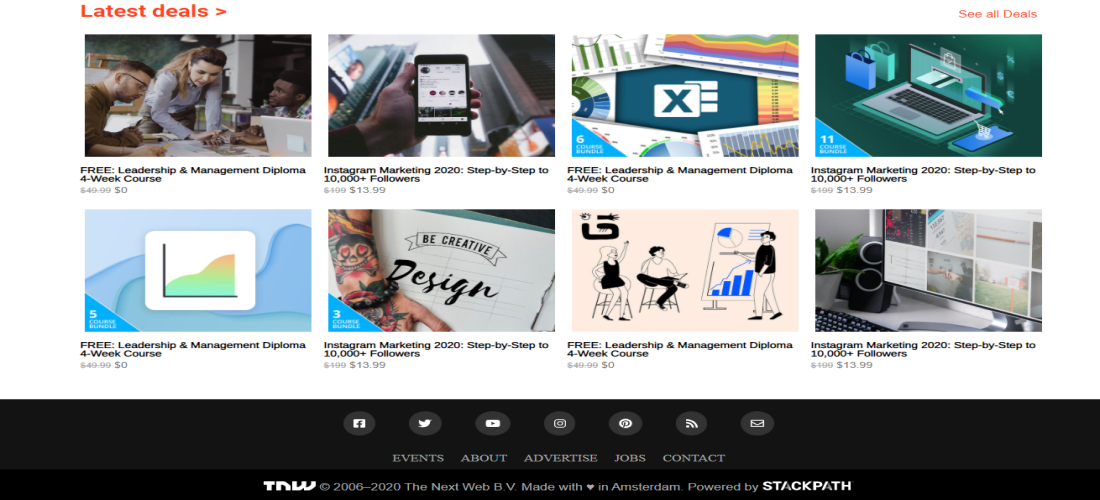 Latest deals >
See all Deals
6
COURSE
BUNDLE
11
COURSE
BUNDLE
FREE: Leadership & Management Diploma
4-Week Course
$49.99 $0
Instagram Marketing 2020: Step-by-Step to
10,000+ Followers
$199 $13.99
FREE: Leadership & Management Diploma
4-Week Course
$49.99 $0
Instagram Marketing 2020: Step-by-Step to
10,000+ Followers
$199 $13.99
5
COURSE
BUNDLE
BE CREATIVE
Design
3
COURSE
BUNDLE
FREE: Leadership & Management Diploma
4-Week Course
$49.99 $0
Instagram Marketing 2020: Step-by-Step to
10,000+ Followers
$199 $13.99
FREE: Leadership & Management Diploma
4-Week Course
$49.99 $0
Instagram Marketing 2020: Step-by-Step to
10,000+ Followers
$199 $13.99
EVENTS ABOUT ADVERTISE JOBS CONTACT
TNW © 2006–2020 The Next Web B.V. Made with ♥ in Amsterdam. Powered by STACKPATH